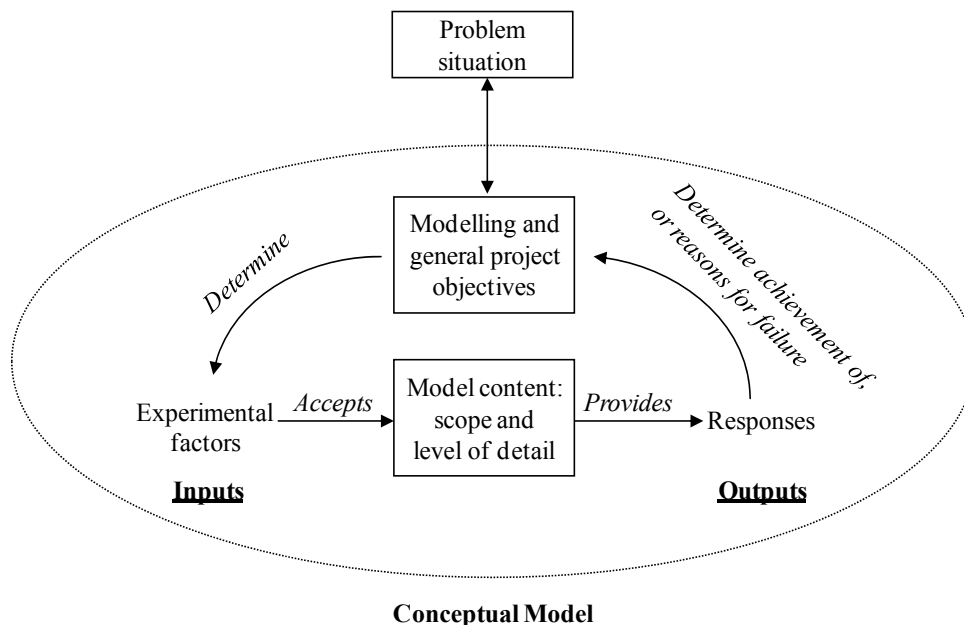 Problem
situation
Modelling and
general project
objectives
Determine
Determine achievement of,
or reasons for failure
Experimental
factors
Accepts
Model content:
scope and
level of detail
Provides
Responses
Inputs
Outputs
Conceptual Model